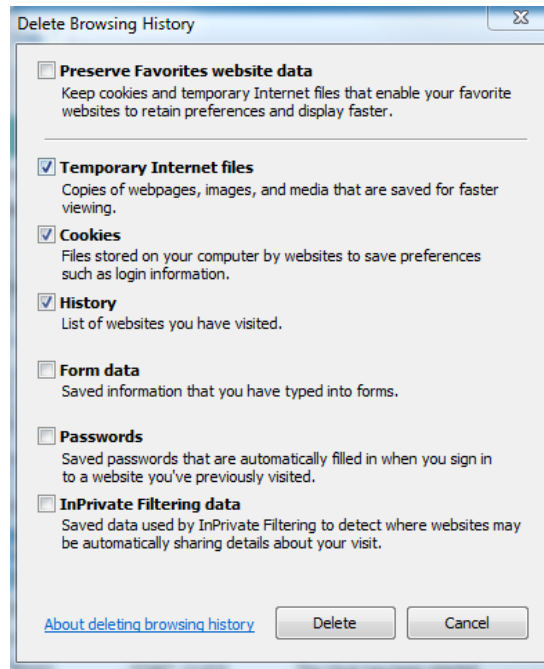 Delete Browsing History
Preserve Favorites website data
Keep cookies and temporary Internet files that enable your favorite
websites to retain preferences and display faster.
Temporary Internet files
Copies of webpages, images, and media that are saved for faster
viewing.
Cookies
Files stored on your computer by websites to save preferences
such as login information.
History
List of websites you have visited.
Form data
Saved information that you have typed into forms.
Passwords
Saved passwords that are automatically filled in when you sign in
to a website you've previously visited.
InPrivate Filtering data
Saved data used by InPrivate Filtering to detect where websites may
be automatically sharing details about your visit.
About deleting browsing history Delete Cancel